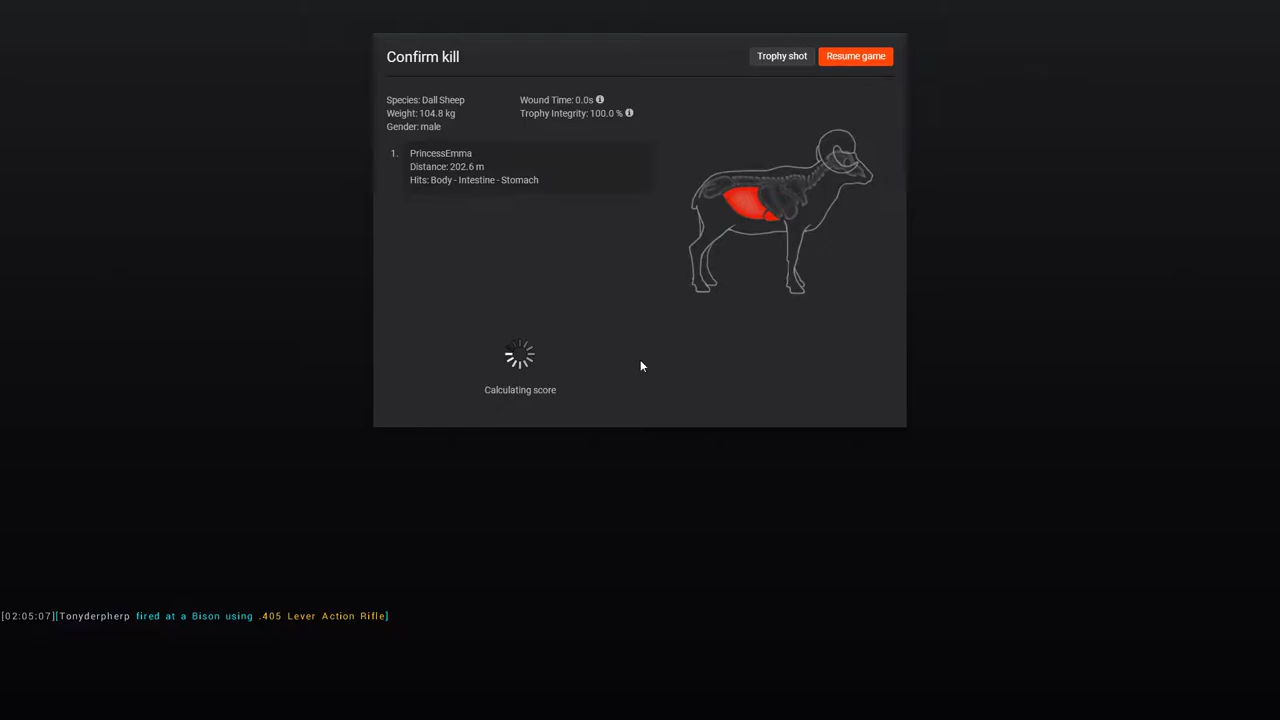 Confirm kill
Trophy shot
Resume game
Species: Dall Sheep
Wound Time: 0.0s
Weight: 104.8 kg
Trophy Integrity: 100.0 %
Gender: male
1. PrincessEmma
Distance: 202.6 m
Hits: Body - Intestine - Stomach
Calculating score
[02:05:07][Tonyderpherp fired at a Bison using .405 Lever Action Rifle]